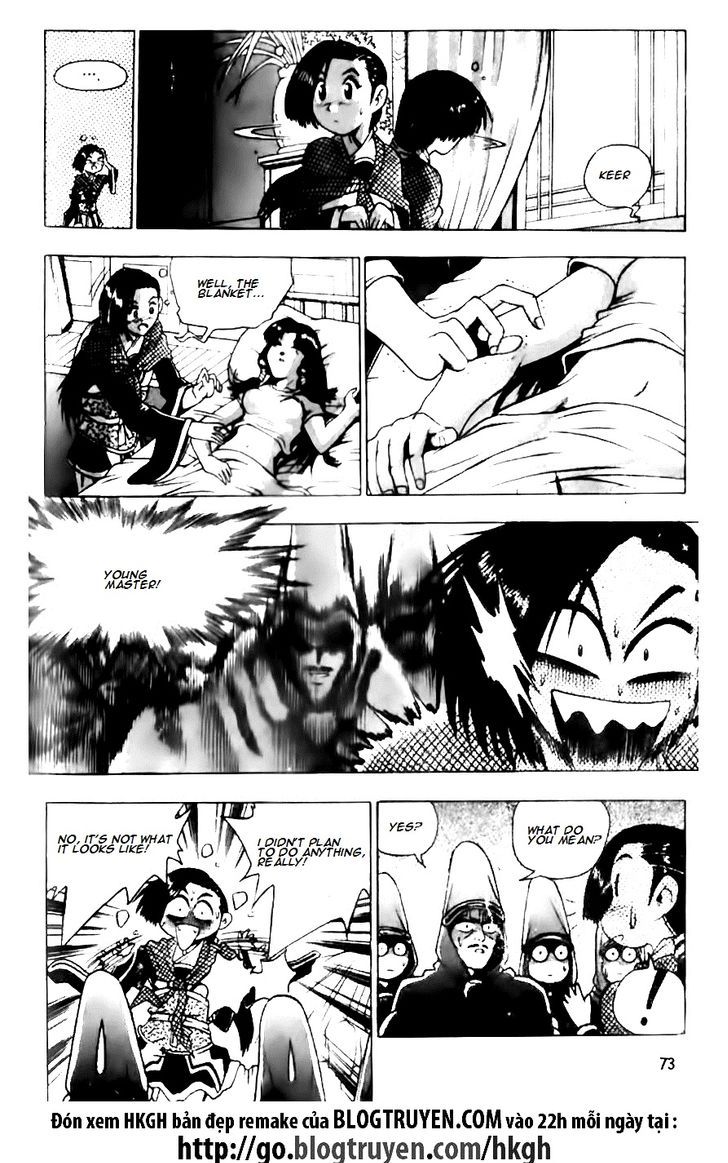 ...
KEER
WELL, THE
BLANKET...
YOUNG
MASTER!
NO, IT'S NOT WHAT
IT LOOKS LIKE!
I DIDN'T PLAN
TO DO ANYTHING,
REALLY!
YES?
WHAT DO
YOU MEAN?
73
Đón xem HKGH bản đẹp remake của BLOGTRUYEN.COM vào 22h mỗi ngày tại :
http://go.blogtruyen.com/hkgh